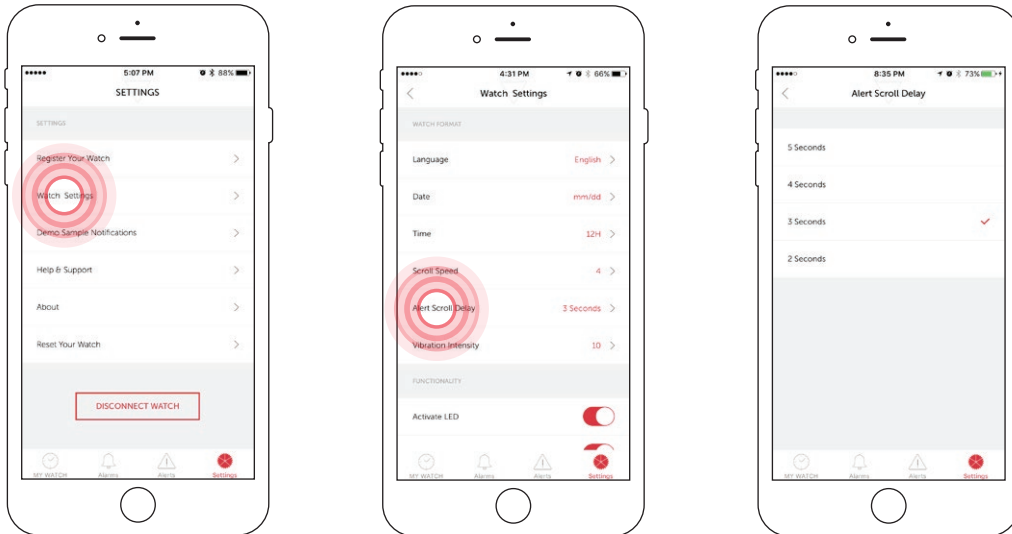 5:07 PM
88%
SETTINGS
SETTINGS
Register Your Watch
Watch Settings
Demo Sample Notifications
Help & Support
About
Reset Your Watch
DISCONNECT WATCH
MY WATCH Alarms Alerts Settings
4:31 PM
66%
Watch Settings
WATCH FORMAT
Language English
Date mm/dd
Time 12H
Scroll Speed 4
Alert Scroll Delay 3 Seconds
Vibration Intensity 10
FUNCTIONALITY
Activate LED
MY WATCH Alarms Alerts Settings
8:35 PM
73%
Alert Scroll Delay
5 Seconds
4 Seconds
3 Seconds
2 Seconds
MY WATCH Alarms Alerts Settings